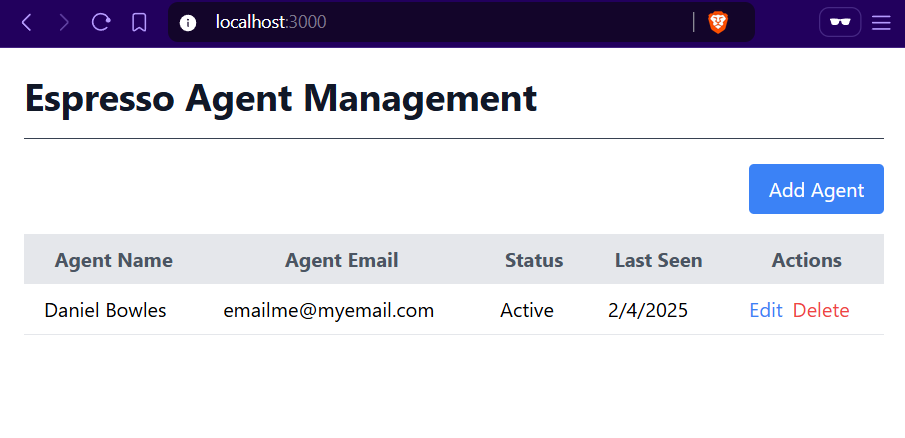 localhost:3000
Espresso Agent Management
Add Agent
Agent Name Agent Email Status Last Seen Actions
Daniel Bowles emailme@myemail.com Active 2/4/2025 Edit Delete